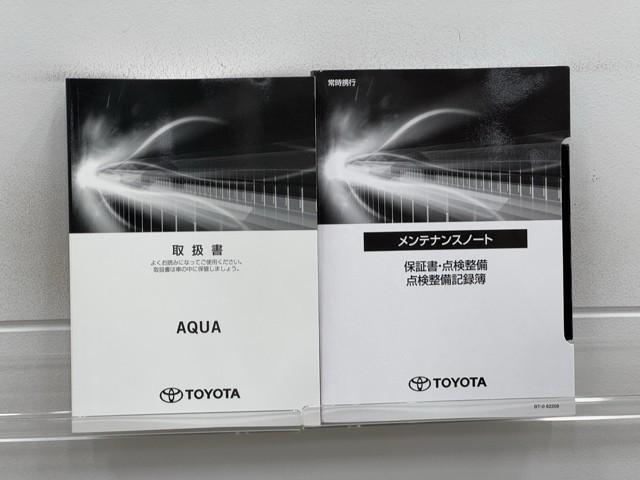 取扱書
よくお読みになってご使用ください。
取扱書は車の中に保管しましょう。
AQUA
TOYOTA
常時携行
メンテナンスノート
保証書・点検整備
点検整備記録簿
TOYOTA